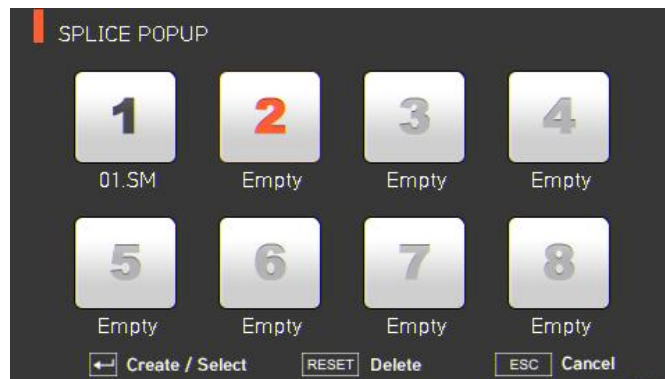 SPLICE POPUP
1 2 3 4
01.SM Empty Empty Empty
5 6 7 8
Empty Empty Empty Empty
Create / Select RESET Delete ESC Cancel